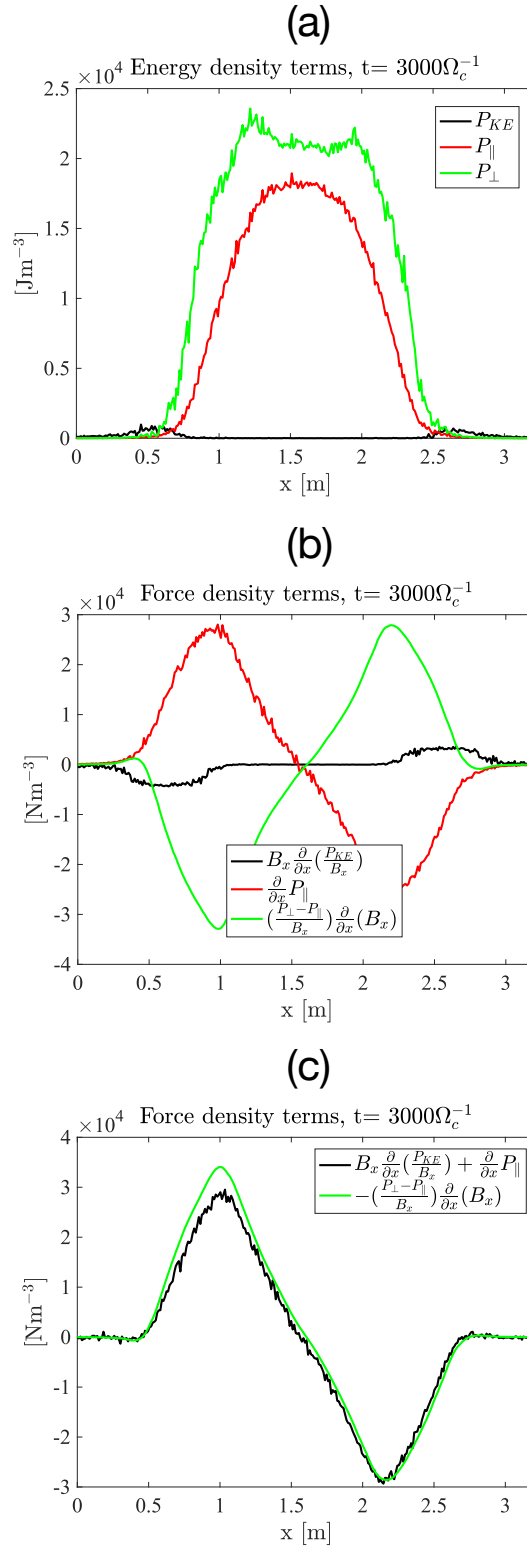 (a)
×10⁴ Energy density terms, t= 3000Ω_c⁻¹
2.5
2
1.5
1
0.5
0
[Jm⁻³]
P_KE
P_∥
P_⊥
0 0.5 1 1.5 2 2.5 3
x [m]
(b)
×10⁴ Force density terms, t= 3000Ω_c⁻¹
3
2
1
0
-1
-2
-3
-4
[Nm⁻³]
B_x ∂/∂x (P_KE/B_x)
∂/∂x P_∥
((P_⊥−P_∥)/B_x) ∂/∂x (B_x)
0 0.5 1 1.5 2 2.5 3
x [m]
(c)
×10⁴ Force density terms, t= 3000Ω_c⁻¹
4
3
2
1
0
-1
-2
-3
[Nm⁻³]
B_x ∂/∂x (P_KE/B_x) + ∂/∂x P_∥
−((P_⊥−P_∥)/B_x) ∂/∂x (B_x)
0 0.5 1 1.5 2 2.5 3
x [m]